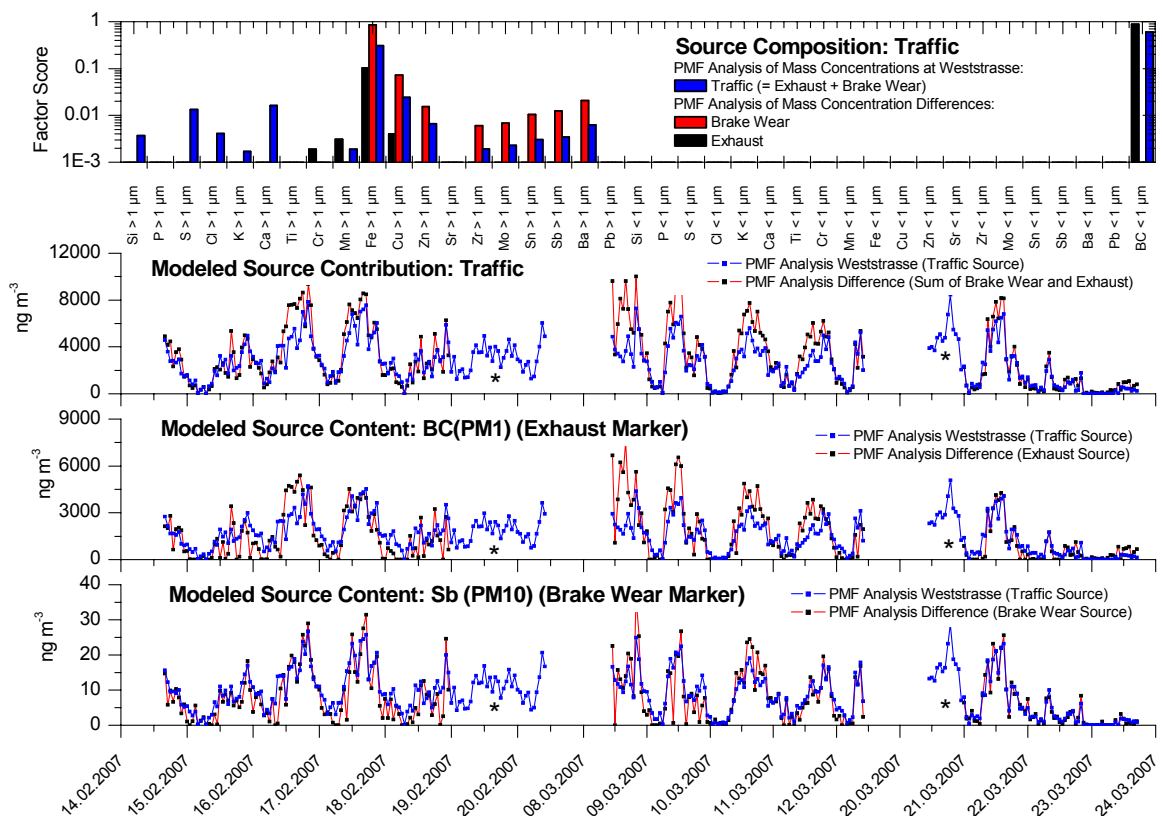 Source Composition: Traffic
PMF Analysis of Mass Concentrations at Weststrasse:
Traffic (= Exhaust + Brake Wear)
PMF Analysis of Mass Concentration Differences:
Brake Wear
Exhaust
Factor Score
1
0.1
0.01
1E-3
Si > 1 µm
P > 1 µm
S > 1 µm
Cl > 1 µm
K > 1 µm
Ca > 1 µm
Ti > 1 µm
Cr > 1 µm
Mn > 1 µm
Fe > 1 µm
Cu > 1 µm
Zn > 1 µm
Sr > 1 µm
Zr > 1 µm
Mo > 1 µm
Sn > 1 µm
Sb > 1 µm
Ba > 1 µm
Pb > 1 µm
Si < 1 µm
P < 1 µm
S < 1 µm
Cl < 1 µm
K < 1 µm
Ca < 1 µm
Ti < 1 µm
Cr < 1 µm
Mn < 1 µm
Fe < 1 µm
Cu < 1 µm
Zn < 1 µm
Sr < 1 µm
Zr < 1 µm
Mo < 1 µm
Sn < 1 µm
Sb < 1 µm
Ba < 1 µm
Pb < 1 µm
BC < 1 µm
Modeled Source Contribution: Traffic
PMF Analysis Weststrasse (Traffic Source)
PMF Analysis Difference (Sum of Brake Wear and Exhaust)
ng m-3
12000
8000
4000
0
*
*
Modeled Source Content: BC(PM1) (Exhaust Marker)
PMF Analysis Weststrasse (Traffic Source)
PMF Analysis Difference (Exhaust Source)
ng m-3
9000
6000
3000
0
*
*
Modeled Source Content: Sb (PM10) (Brake Wear Marker)
PMF Analysis Weststrasse (Traffic Source)
PMF Analysis Difference (Brake Wear Source)
ng m-3
40
30
20
10
0
*
*
14.02.2007
15.02.2007
16.02.2007
17.02.2007
18.02.2007
19.02.2007
20.02.2007
08.03.2007
09.03.2007
10.03.2007
11.03.2007
12.03.2007
20.03.2007
21.03.2007
22.03.2007
23.03.2007
24.03.2007